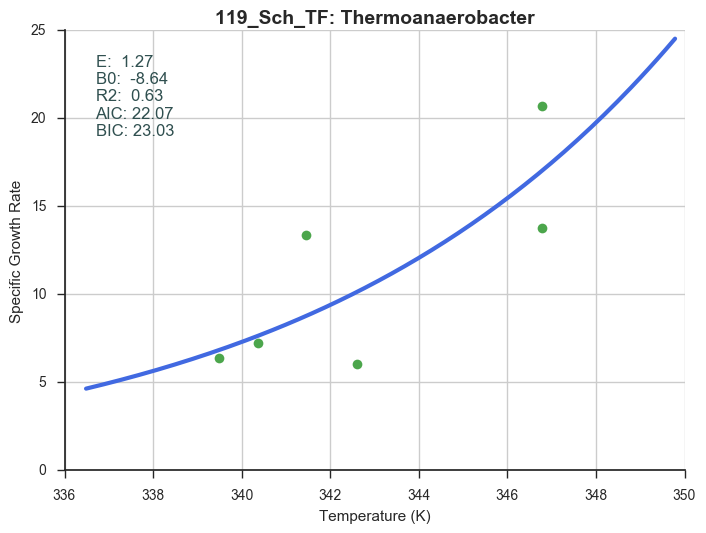 119_Sch_TF: Thermoanaerobacter
E:  1.27
B0:  -8.64
R2:  0.63
AIC: 22.07
BIC: 23.03
Specific Growth Rate
25
20
15
10
5
0
336 338 340 342 344 346 348 350
Temperature (K)